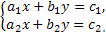 a₁x + b₁y = c₁,
a₂x + b₂y = c₂.